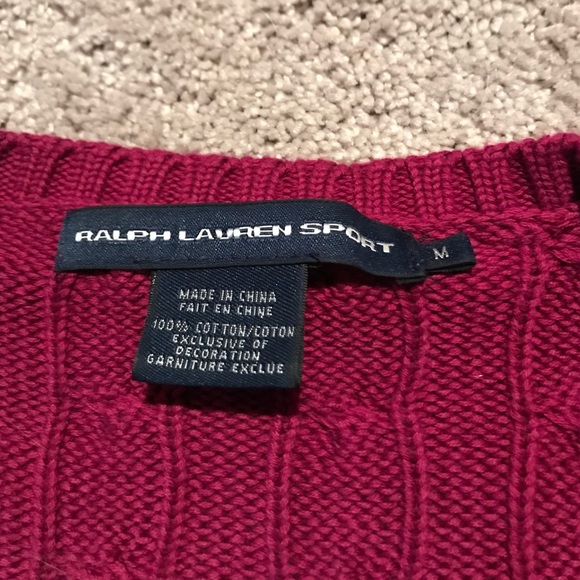 RALPH LAUREN SPORT
M
MADE IN CHINA
FAIT EN CHINE
100% COTTON/COTON
EXCLUSIVE OF
DECORATION
GARNITURE EXCLUE